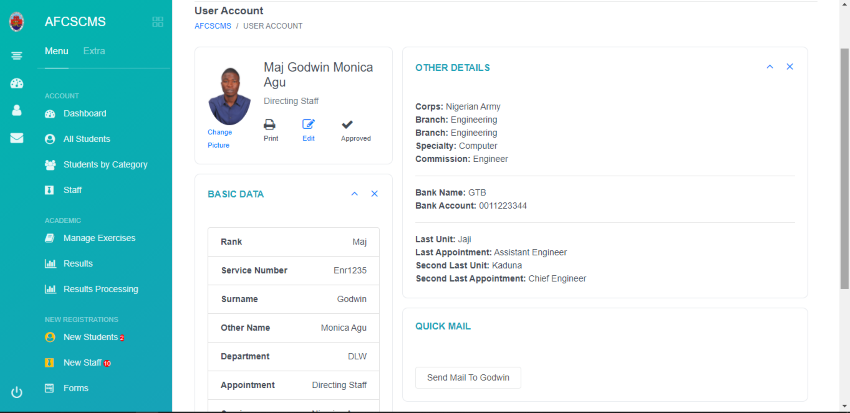 AFCSCMS
Menu Extra
ACCOUNT
Dashboard
All Students
Students by Category
Staff
ACADEMIC
Manage Exercises
Results
Results Processing
NEW REGISTRATIONS
New Students
New Staff 10
Forms
User Account
AFCSCMS / USER ACCOUNT
Maj Godwin Monica
Agu
Directing Staff
Change
Picture
Print Edit Approved
BASIC DATA
Rank Maj
Service Number Enr1235
Surname Godwin
Other Name Monica Agu
Department DLW
Appointment Directing Staff
OTHER DETAILS
Corps: Nigerian Army
Branch: Engineering
Branch: Engineering
Specialty: Computer
Commission: Engineer
Bank Name: GTB
Bank Account: 0011223344
Last Unit: Jaji
Last Appointment: Assistant Engineer
Second Last Unit: Kaduna
Second Last Appointment: Chief Engineer
QUICK MAIL
Send Mail To Godwin